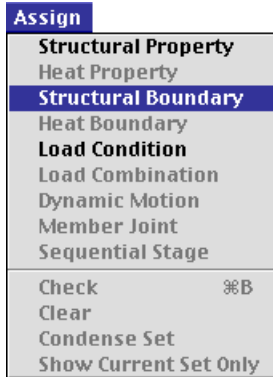 Assign
Structural Property
Heat Property
Structural Boundary
Heat Boundary
Load Condition
Load Combination
Dynamic Motion
Member Joint
Sequential Stage
Check ⌘B
Clear
Condense Set
Show Current Set Only